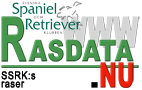 SVENSKA
Spaniel
OCH
Retriever
KLUBBEN
WWW
RASDATA
.NU
SSRK:s
raser